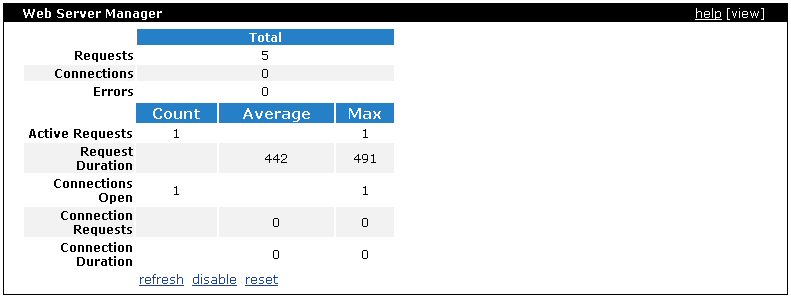 Web Server Manager help [view]
Total
Requests 5
Connections 0
Errors 0
Count Average Max
Active Requests 1 1
Request
Duration 442 491
Connections
Open 1 1
Connection
Requests 0 0
Connection
Duration 0 0
refresh disable reset